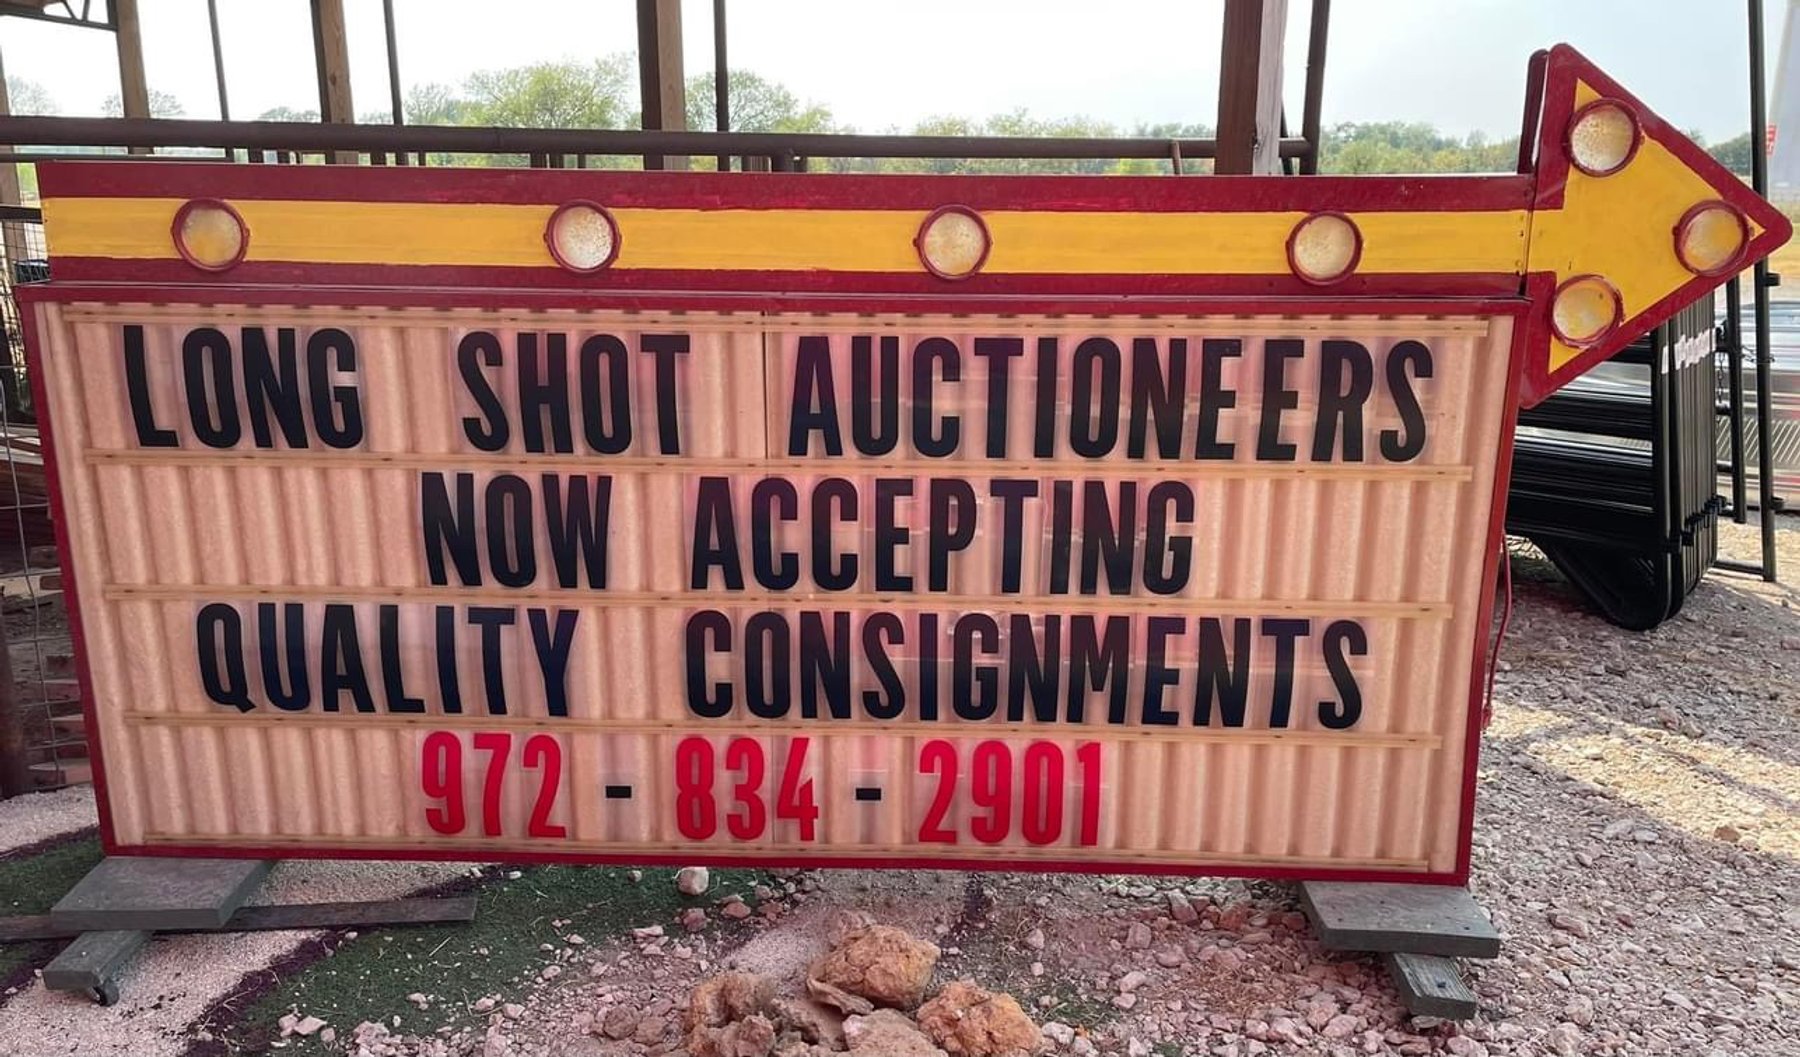 LONG SHOT AUCTIONEERS
NOW ACCEPTING
QUALITY CONSIGNMENTS
972 - 834 - 2901